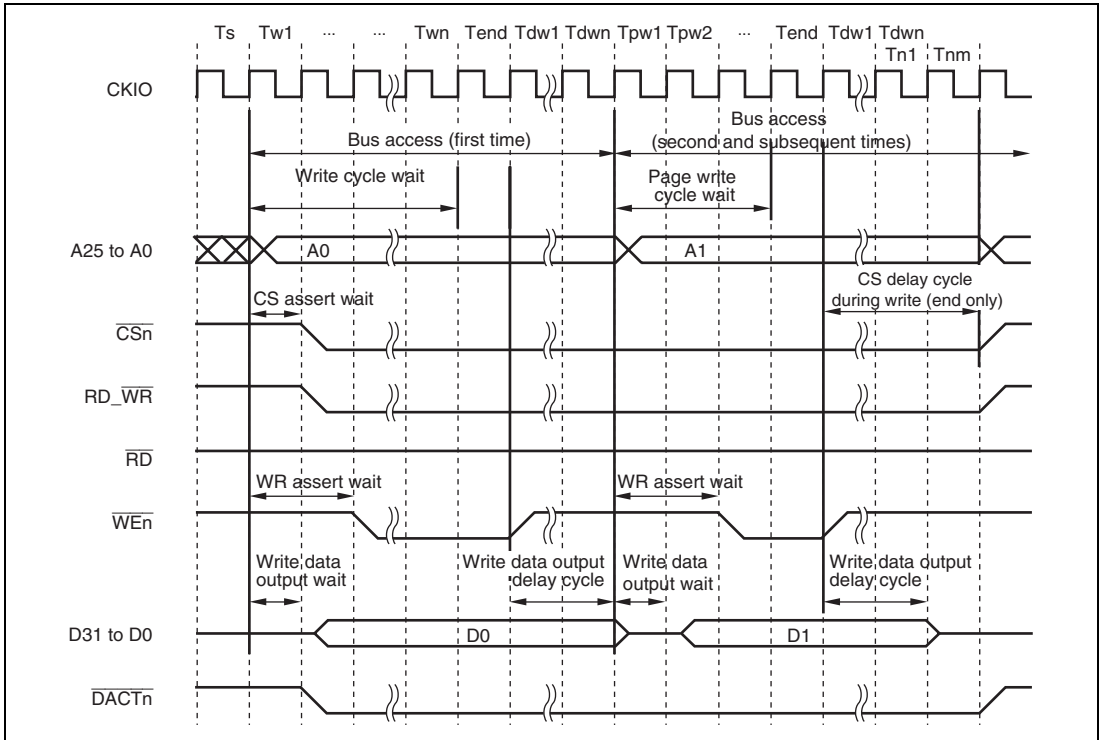 Ts Tw1 ... ... Twn Tend Tdw1 Tdwn Tpw1 Tpw2 ... Tend Tdw1 Tdwn
Tn1 Tnm
CKIO
Bus access (first time)
Bus access
(second and subsequent times)
Write cycle wait
Page write
cycle wait
A25 to A0
A0
A1
CS assert wait
CS delay cycle
during write (end only)
CSn
RD_WR
RD
WR assert wait
WR assert wait
WEn
Write data
output wait
Write data output
delay cycle
Write data
output wait
Write data output
delay cycle
D31 to D0
D0
D1
DACTn